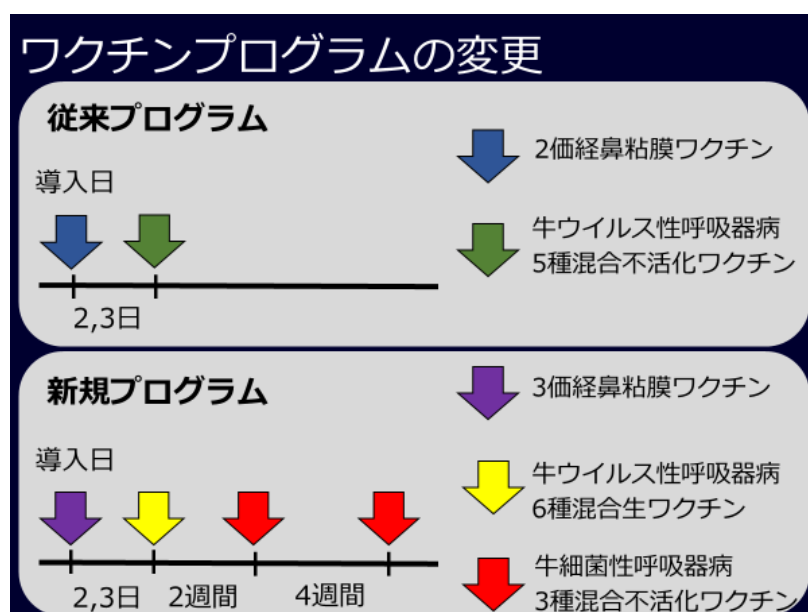 ワクチンプログラムの変更
従来プログラム
導入日
2,3日
2価経鼻粘膜ワクチン
牛ウイルス性呼吸器病
5種混合不活化ワクチン
新規プログラム
導入日
2,3日 2週間 4週間
3価経鼻粘膜ワクチン
牛ウイルス性呼吸器病
6種混合生ワクチン
牛細菌性呼吸器病
3種混合不活化ワクチン